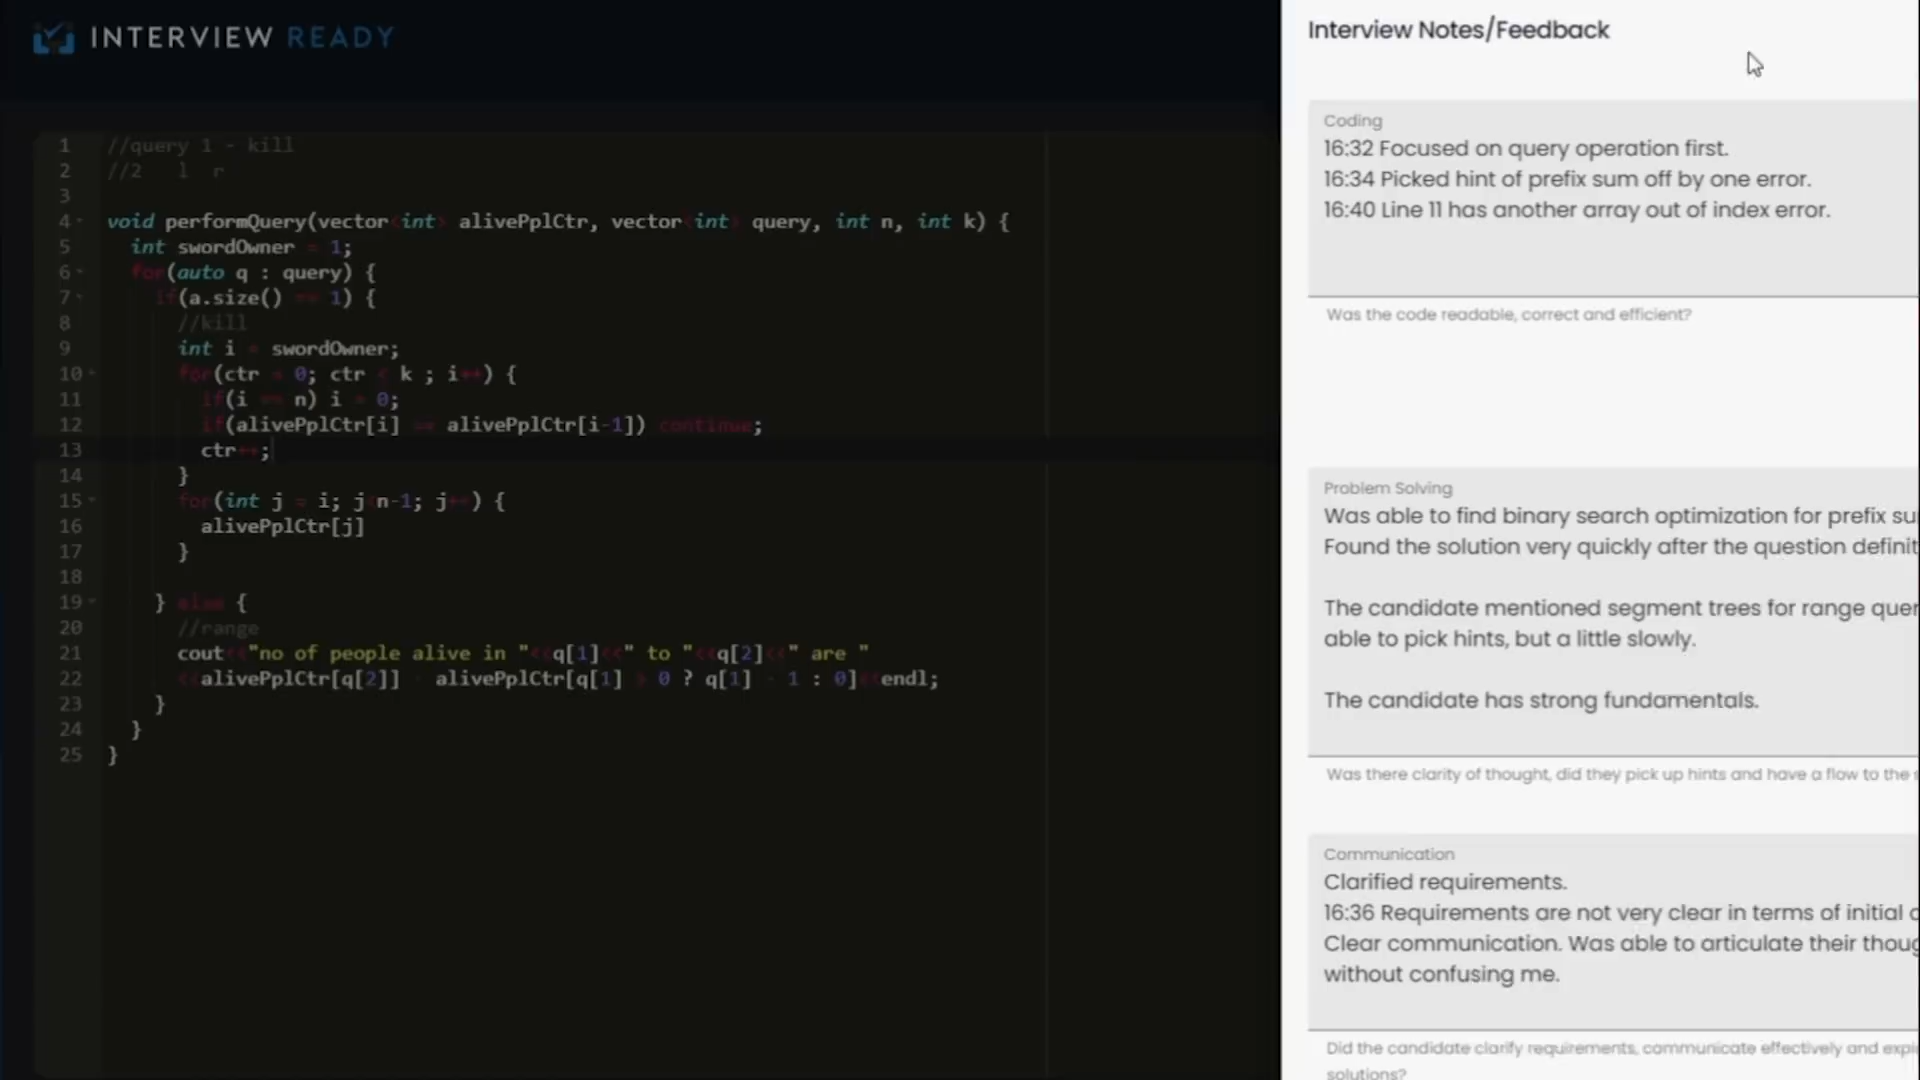 INTERVIEW READY
1 //query 1 - kill
2 //2 l r
3
4 void performQuery(vector<int> alivePplCtr, vector<int> query, int n, int k) {
5 int swordOwner = 1;
6 for(auto q : query) {
7 if(a.size() == 1) {
8 //kill
9 int i = swordOwner;
10 for(ctr = 0; ctr < k ; i++) {
11 if(i == n) i = 0;
12 if(alivePplCtr[i] == alivePplCtr[i-1]) continue;
13 ctr++;
14 }
15 for(int j = i; j<n-1; j++) {
16 alivePplCtr[j]
17 }
18
19 } else {
20 //range
21 cout<<"no of people alive in "<<q[1]<<" to "<<q[2]<<" are "
22 <<alivePplCtr[q[2]] - alivePplCtr[q[1] > 0 ? q[1] - 1 : 0]<<endl;
23 }
24 }
25 }
Interview Notes/Feedback
Coding
16:32 Focused on query operation first.
16:34 Picked hint of prefix sum off by one error.
16:40 Line 11 has another array out of index error.
Was the code readable, correct and efficient?
Problem Solving
Was able to find binary search optimization for prefix su
Found the solution very quickly after the question definit
The candidate mentioned segment trees for range quer
able to pick hints, but a little slowly.
The candidate has strong fundamentals.
Was there clarity of thought, did they pick up hints and have a flow to the s
Communication
Clarified requirements.
16:36 Requirements are not very clear in terms of initial c
Clear communication. Was able to articulate their thoug
without confusing me.
Did the candidate clarify requirements, communicate effectively and expl
solutions?